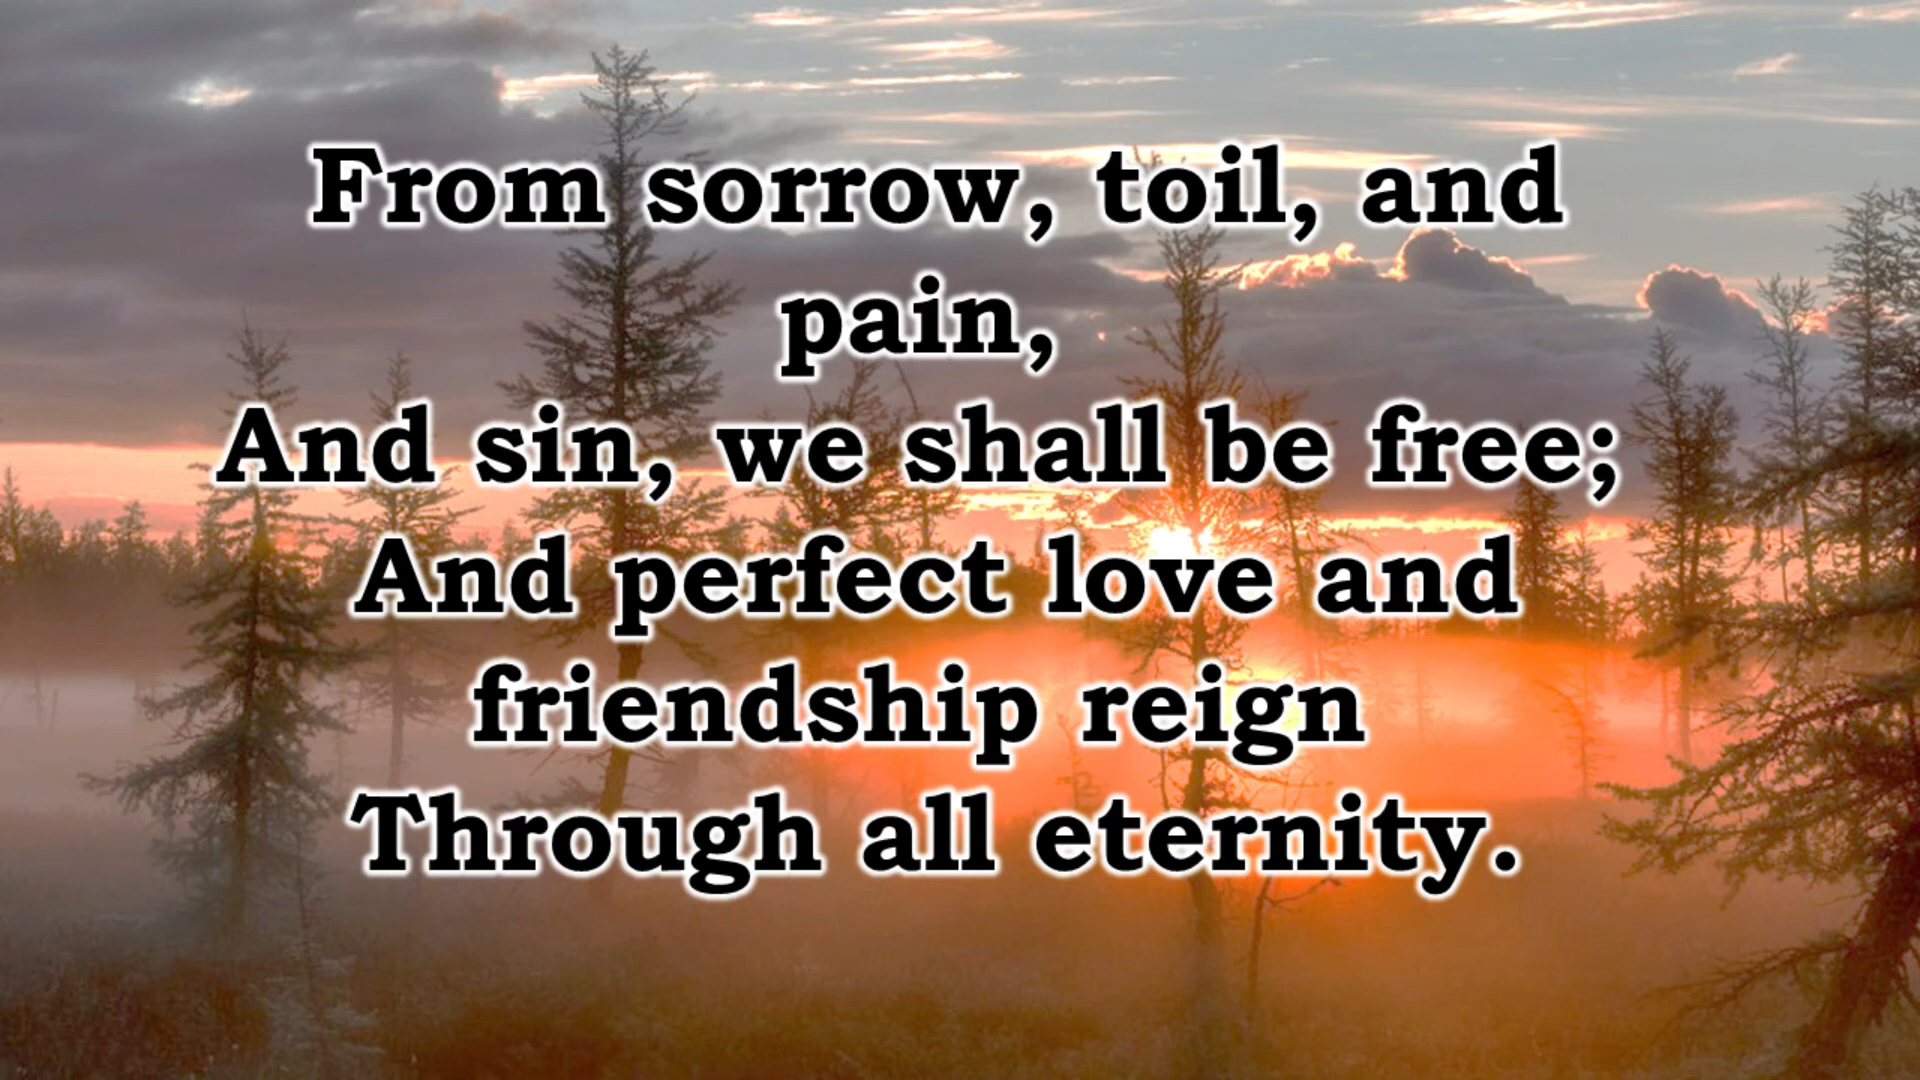 From sorrow, toil, and
pain,
And sin, we shall be free;
And perfect love and
friendship reign
Through all eternity.